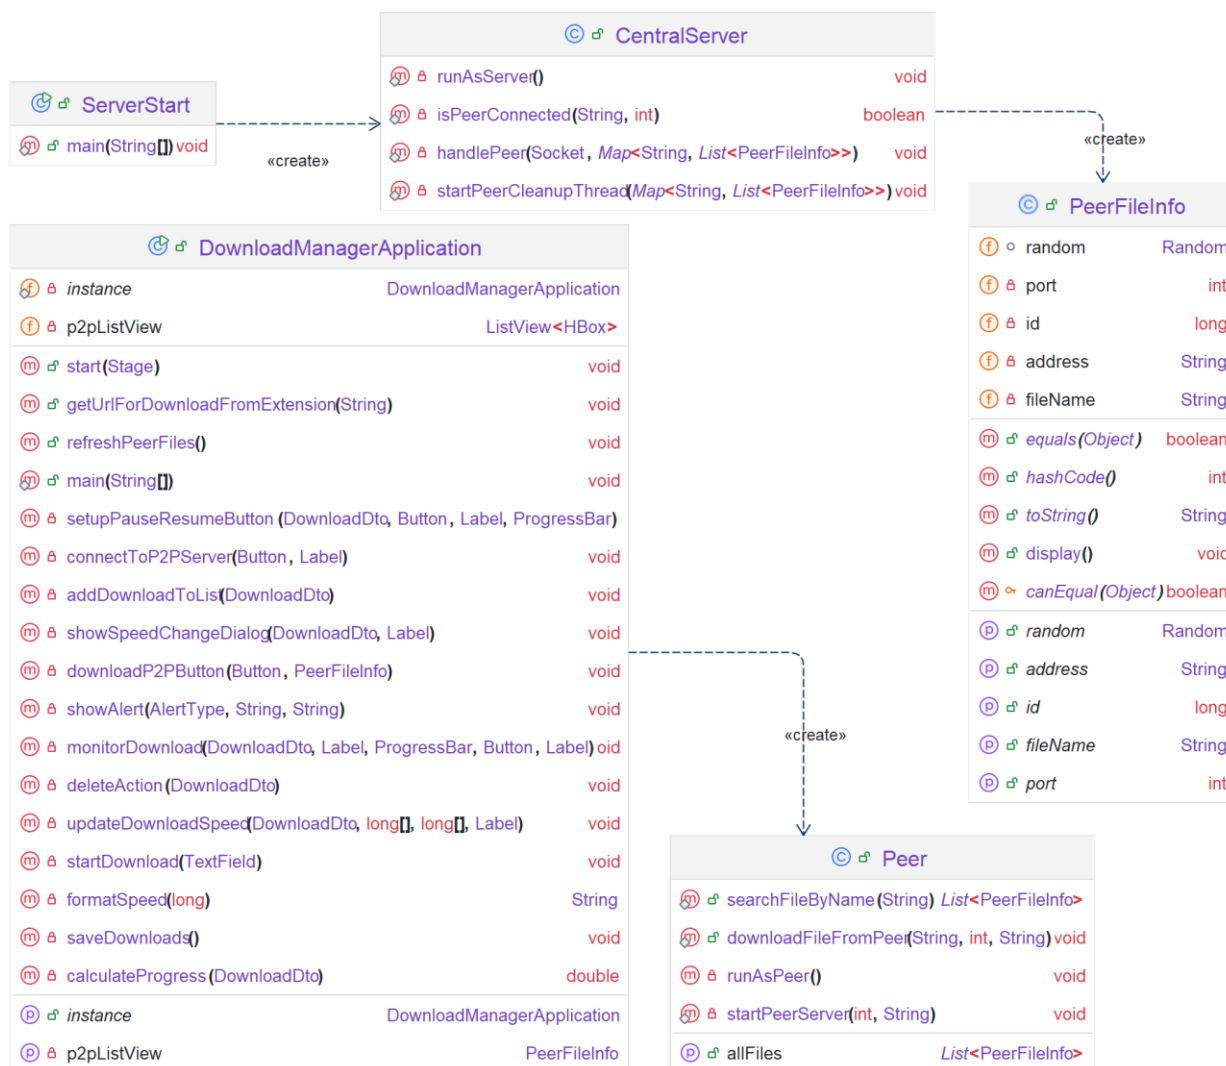 CentralServer
runAsServer() void
isPeerConnected(String, int) boolean
handlePeer(Socket, Map<String, List<PeerFileInfo>>) void
startPeerCleanupThread(Map<String, List<PeerFileInfo>>) void
ServerStart
main(String[]) void
«create»
«create»
PeerFileInfo
random Random
port int
id long
address String
fileName String
equals(Object) boolean
hashCode() int
toString() String
display() void
canEqual(Object) boolean
random Random
address String
id long
fileName String
port int
DownloadManagerApplication
instance DownloadManagerApplication
p2pListView ListView<HBox>
start(Stage) void
getUrlForDownloadFromExtension(String) void
refreshPeerFiles() void
main(String[]) void
setupPauseResumeButton(DownloadDto, Button, Label, ProgressBar)
connectToP2PServer(Button, Label) void
addDownloadToList(DownloadDto) void
showSpeedChangeDialog(DownloadDto, Label) void
downloadP2PButton(Button, PeerFileInfo) void
showAlert(AlertType, String, String) void
monitorDownload(DownloadDto, Label, ProgressBar, Button, Label) oid
deleteAction(DownloadDto) void
updateDownloadSpeed(DownloadDto, long[], long[], Label) void
startDownload(TextField) void
formatSpeed(long) String
saveDownloads() void
calculateProgress(DownloadDto) double
instance DownloadManagerApplication
p2pListView PeerFileInfo
«create»
Peer
searchFileByName(String) List<PeerFileInfo>
downloadFileFromPeer(String, int, String) void
runAsPeer() void
startPeerServer(int, String) void
allFiles List<PeerFileInfo>